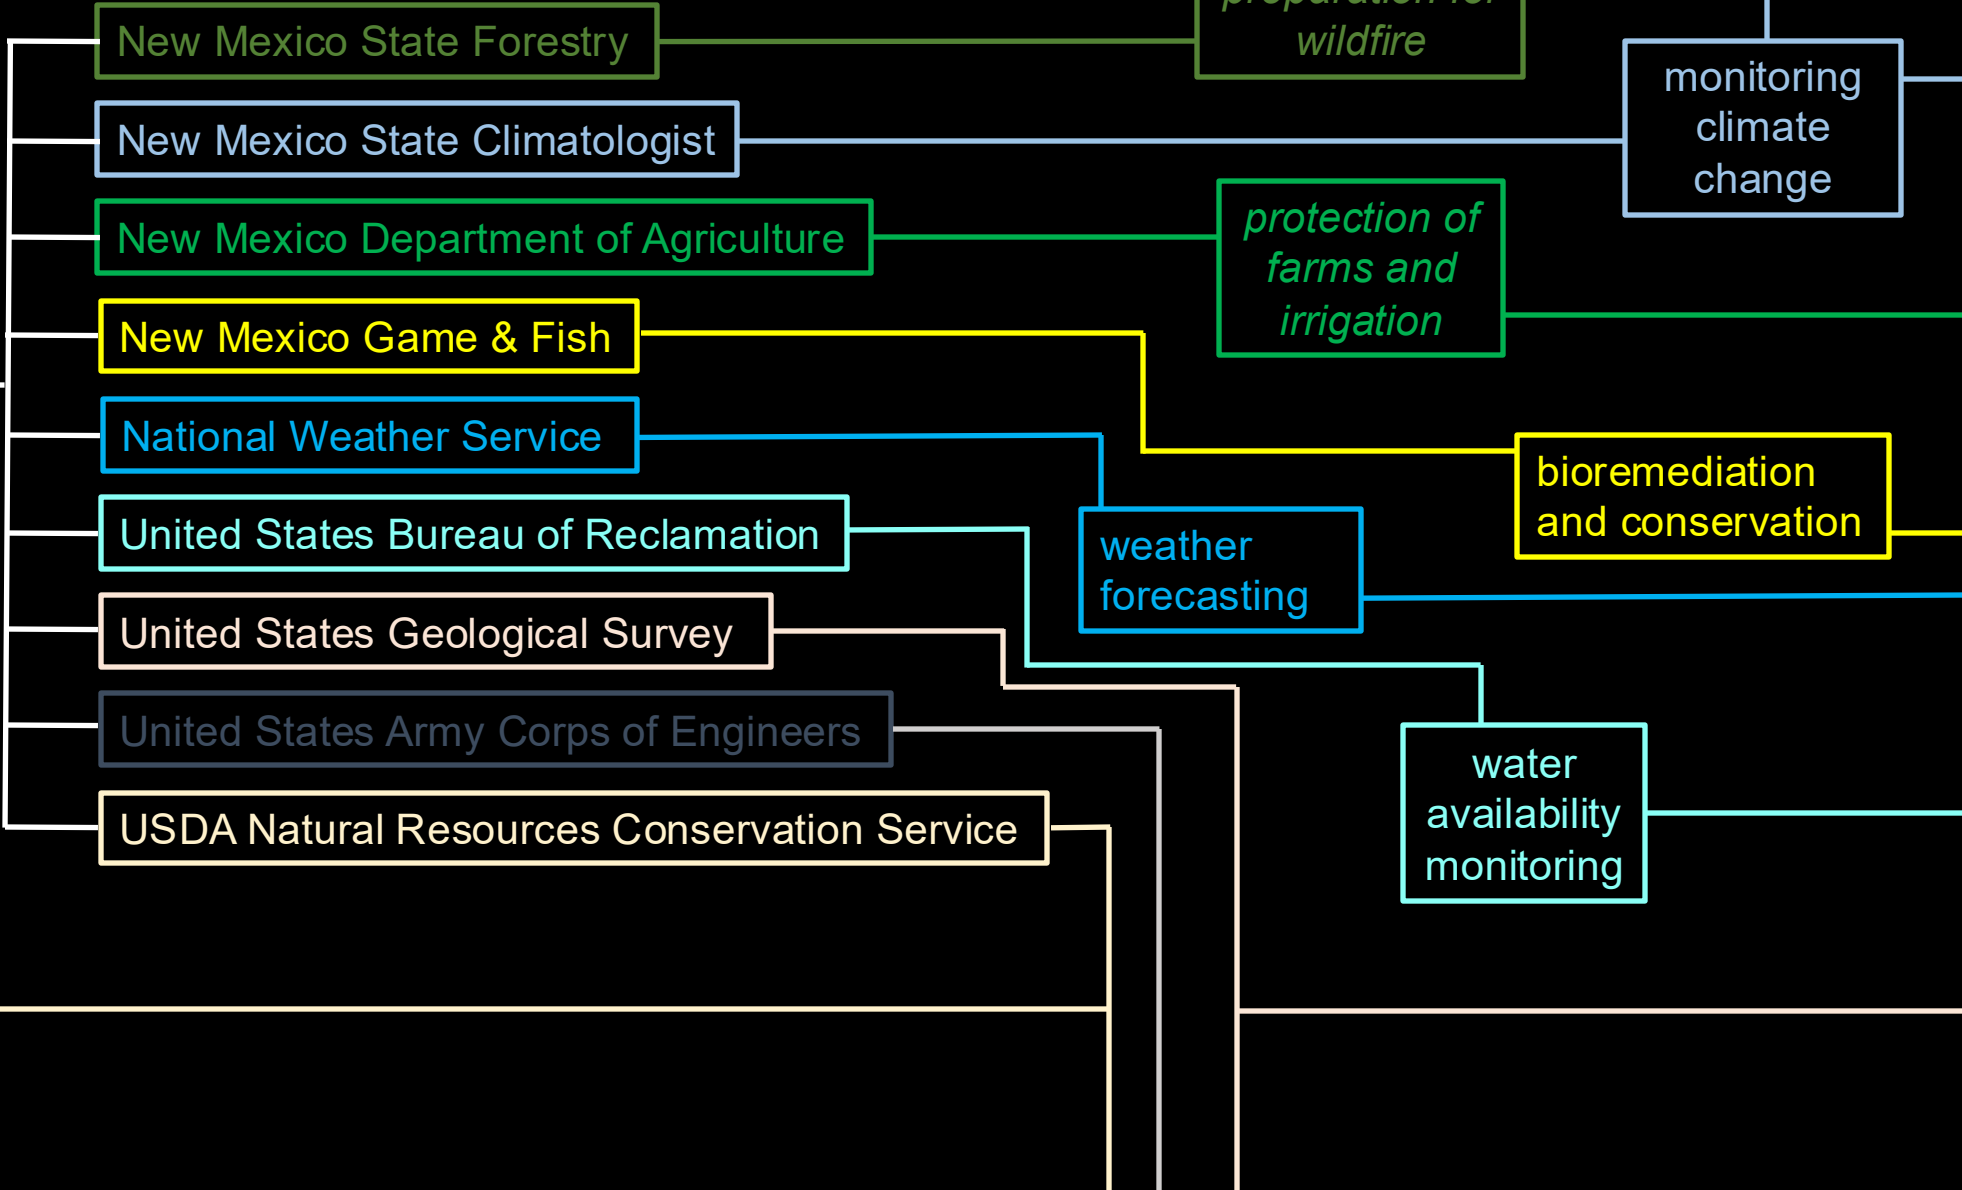 preparation for
wildfire
New Mexico State Forestry
monitoring
climate
change
New Mexico State Climatologist
New Mexico Department of Agriculture
protection of
farms and
irrigation
New Mexico Game & Fish
National Weather Service
bioremediation
and conservation
United States Bureau of Reclamation
weather
forecasting
United States Geological Survey
United States Army Corps of Engineers
water
availability
monitoring
USDA Natural Resources Conservation Service